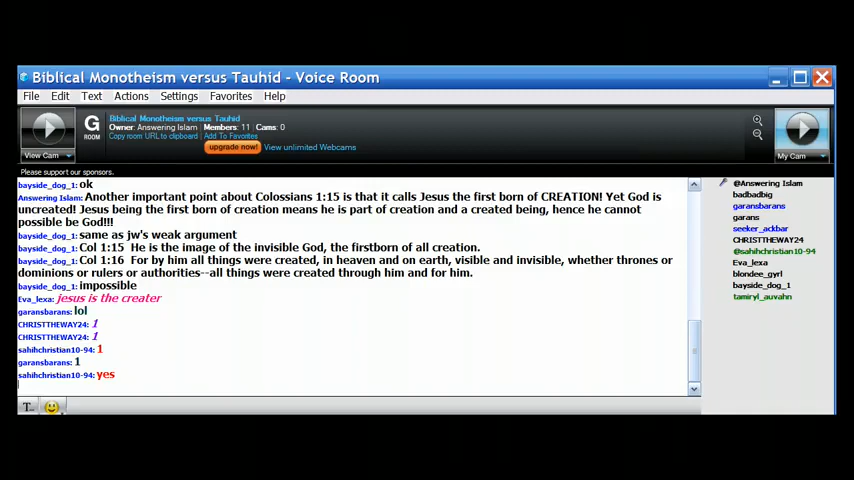 Biblical Monotheism versus Tauhid - Voice Room
File Edit Text Actions Settings Favorites Help
View Cam
G ROOM
Biblical Monotheism versus Tauhid
Owner: Answering Islam | Members: 11 | Cams: 0
Copy room URL to clipboard | Add To Favorites
upgrade now! View unlimited Webcams
My Cam
Please support our sponsors.
bayside_dog_1: ok
Answering Islam: Another important point about Colossians 1:15 is that it calls Jesus the first born of CREATION! Yet God is
uncreated! Jesus being the first born of creation means he is part of creation and a created being, hence he cannot
possible be God!!!
bayside_dog_1: same as jw's weak argument
bayside_dog_1: Col 1:15 He is the image of the invisible God, the firstborn of all creation.
bayside_dog_1: Col 1:16 For by him all things were created, in heaven and on earth, visible and invisible, whether thrones or
dominions or rulers or authorities--all things were created through him and for him.
bayside_dog_1: impossible
Eva_lexa: jesus is the creater
garansbarans: lol
CHRISTTHEWAY24: 1
CHRISTTHEWAY24: 1
sahihchristian10-94: 1
garansbarans: 1
sahihchristian10-94: yes
@Answering Islam
badbadbig
garansbarans
garans
seeker_ackbar
CHRISTTHEWAY24
@sahihchristian10-94
Eva_lexa
blondee_gyrl
bayside_dog_1
tamiryl_auvahn
T...